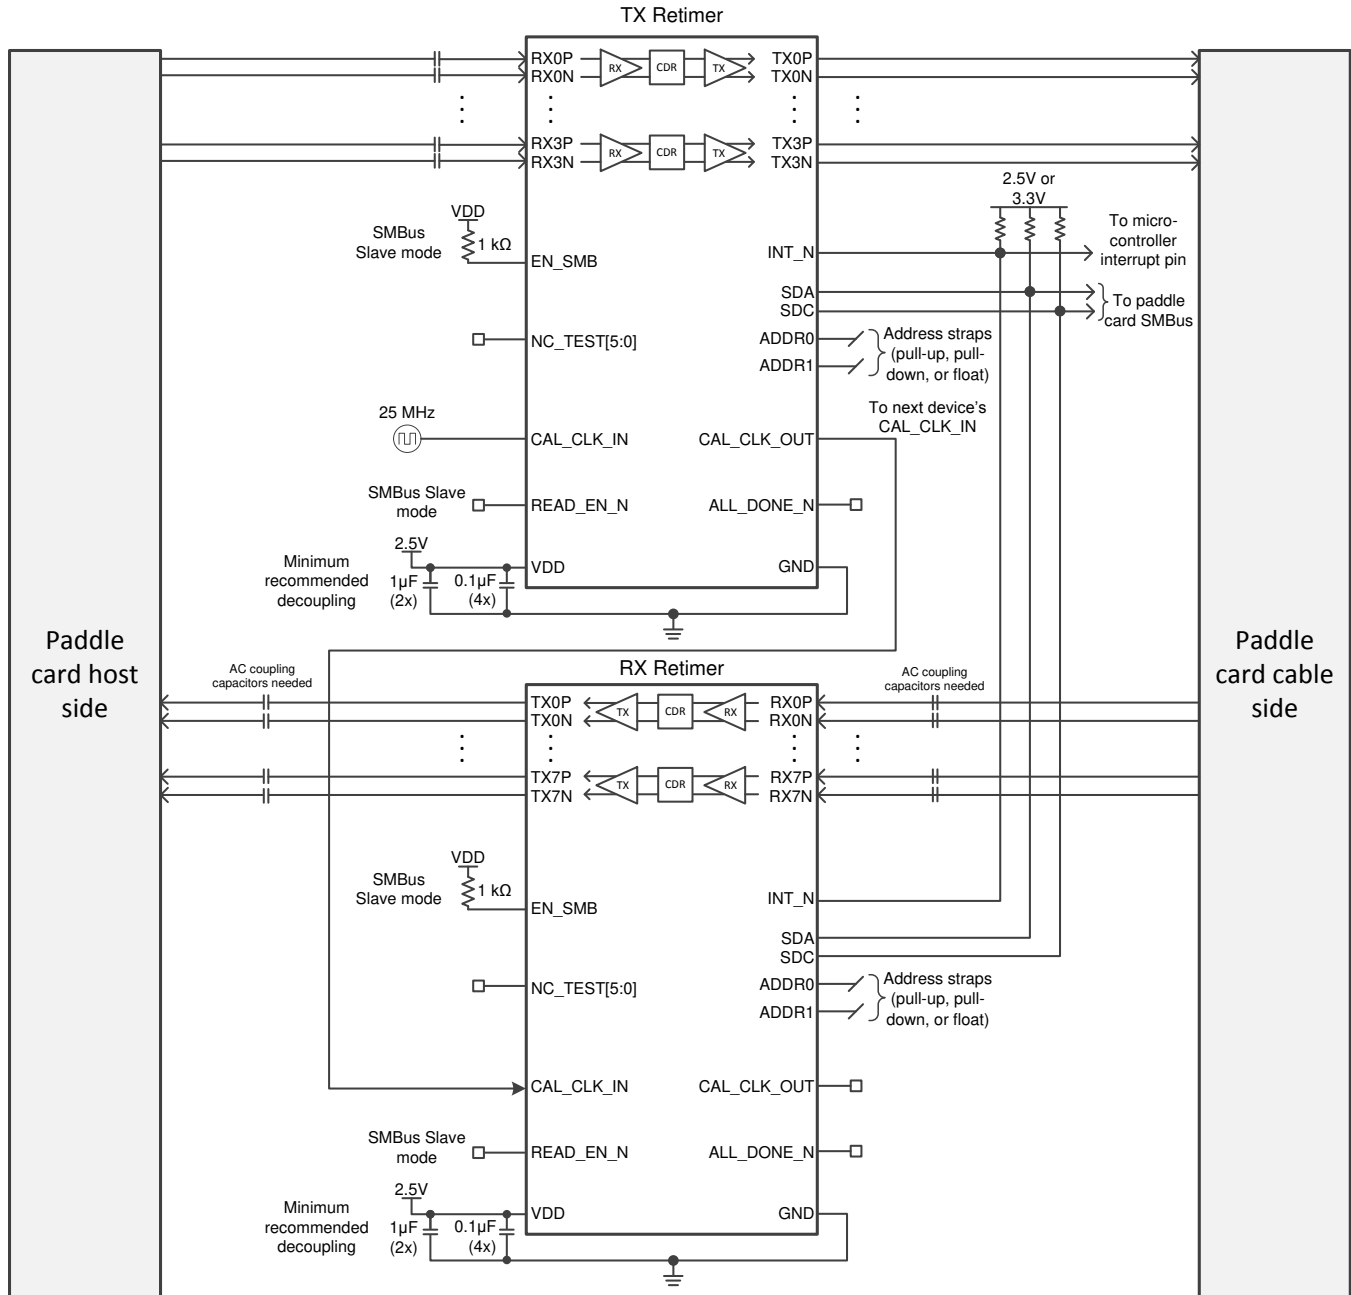 TX Retimer
RX0P
RX0N
RX
CDR
TX
TX0P
TX0N
RX3P
RX3N
RX
CDR
TX
TX3P
TX3N
2.5V or
3.3V
VDD
1 kΩ
SMBus
Slave mode
EN_SMB
INT_N
To micro-
controller
interrupt pin
SDA
SDC
To paddle
card SMBus
NC_TEST[5:0]
ADDR0
ADDR1
Address straps
(pull-up, pull-
down, or float)
25 MHz
CAL_CLK_IN
CAL_CLK_OUT
To next device's
CAL_CLK_IN
SMBus Slave
mode
READ_EN_N
ALL_DONE_N
2.5V
Minimum
recommended
decoupling
1µF
(2x)
0.1µF
(4x)
VDD
GND
Paddle
card host
side
Paddle
card cable
side
RX Retimer
AC coupling
capacitors needed
AC coupling
capacitors needed
TX0P
TX0N
TX
CDR
RX
RX0P
RX0N
TX7P
TX7N
TX
CDR
RX
RX7P
RX7N
VDD
1 kΩ
SMBus
Slave mode
EN_SMB
INT_N
SDA
SDC
NC_TEST[5:0]
ADDR0
ADDR1
Address straps
(pull-up, pull-
down, or float)
CAL_CLK_IN
CAL_CLK_OUT
SMBus Slave
mode
READ_EN_N
ALL_DONE_N
2.5V
Minimum
recommended
decoupling
1µF
(2x)
0.1µF
(4x)
VDD
GND